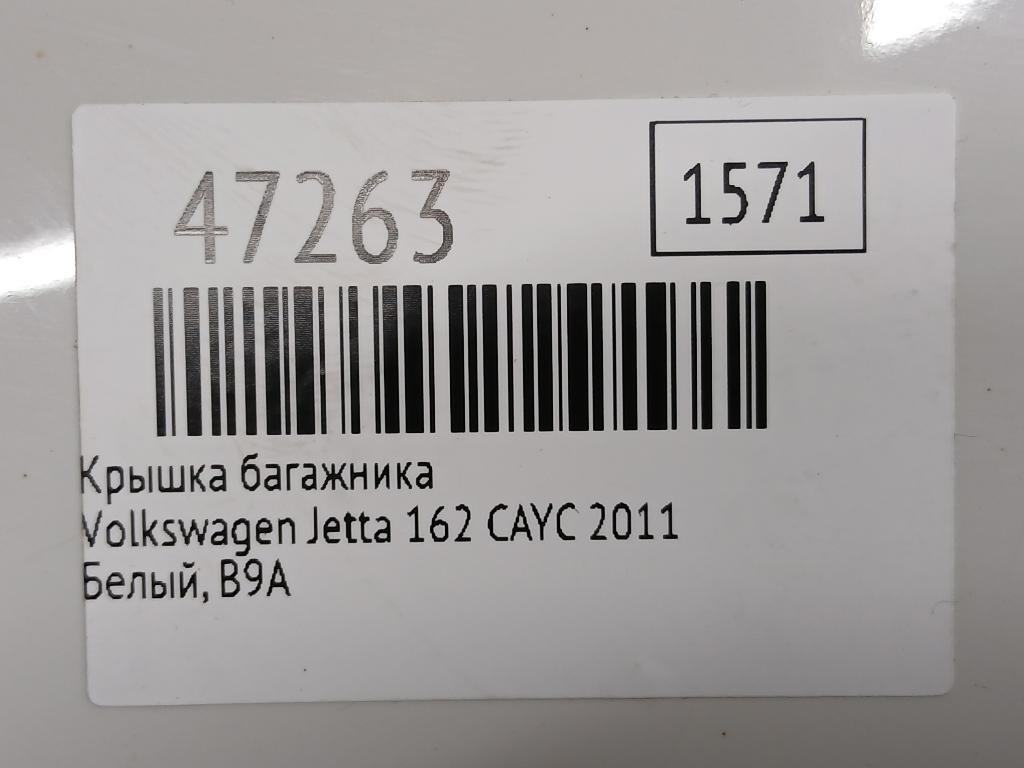 47263
1571
Крышка багажника
Volkswagen Jetta 162 CAYC 2011
Белый, B9A